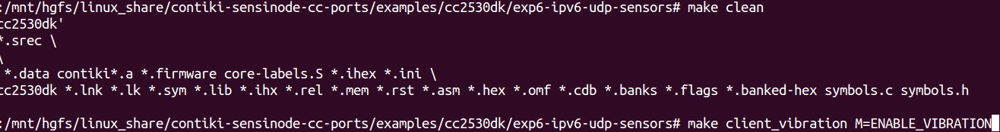 :/mnt/hgfs/linux_share/contiki-sensinode-cc-ports/examples/cc2530dk/exp6-ipv6-udp-sensors# make clean
cc2530dk'
*.srec \
\
*.data contiki*.a *.firmware core-labels.S *.ihex *.ini \
cc2530dk *.lnk *.lk *.sym *.lib *.ihx *.rel *.mem *.rst *.asm *.hex *.omf *.cdb *.banks *.flags *.banked-hex symbols.c symbols.h
:/mnt/hgfs/linux_share/contiki-sensinode-cc-ports/examples/cc2530dk/exp6-ipv6-udp-sensors# make client_vibration M=ENABLE_VIBRATION